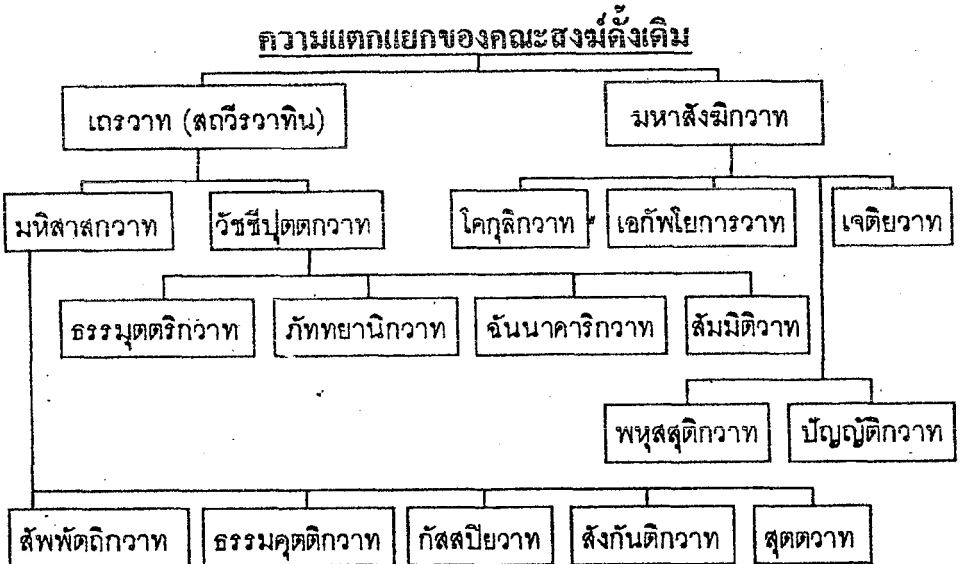 ความแตกแยกของคณะสงฆ์ดั้งเดิม
เถรวาท (สถวีรวาทิน) มหาสังฆิกวาท
มหิสาสกวาท วัชชีปุตตกวาท โคกุลิกวาท เอกัพโยการวาท เจติยวาท
ธรรมุตตริกวาท ภัททยานิกวาท ฉันนาคาริกวาท สัมมิติวาท
พหุสสุติกวาท ปัญญัติกวาท
สัพพัตถิกวาท ธรรมคุตติกวาท กัสสปิยวาท สังกันติกวาท สุตตวาท